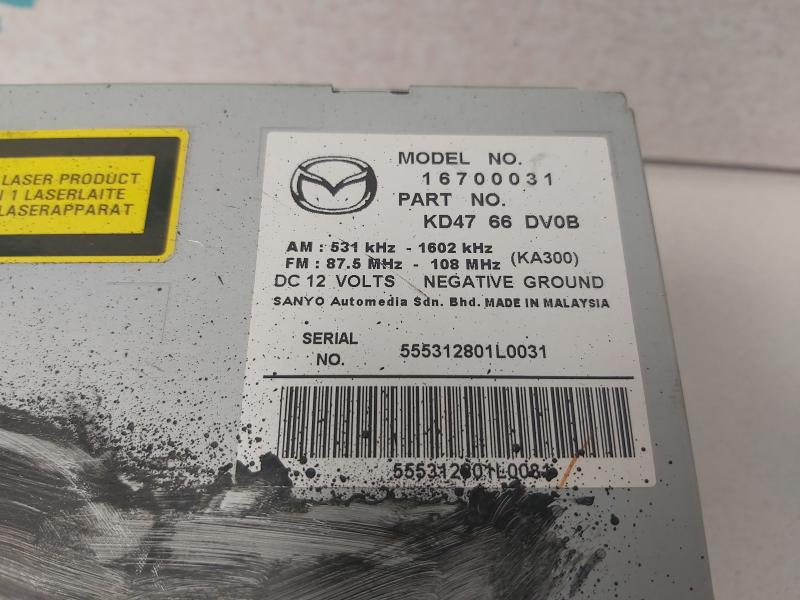 LASER PRODUCT
1 LASERLAITE
LASERAPPARAT
MODEL NO.
16700031
PART NO.
KD47 66 DV0B
AM : 531 kHz - 1602 kHz
FM : 87.5 MHz - 108 MHz (KA300)
DC 12 VOLTS NEGATIVE GROUND
SANYO Automedia Sdn. Bhd. MADE IN MALAYSIA
SERIAL
NO.
555312801L0031
555312801L0031